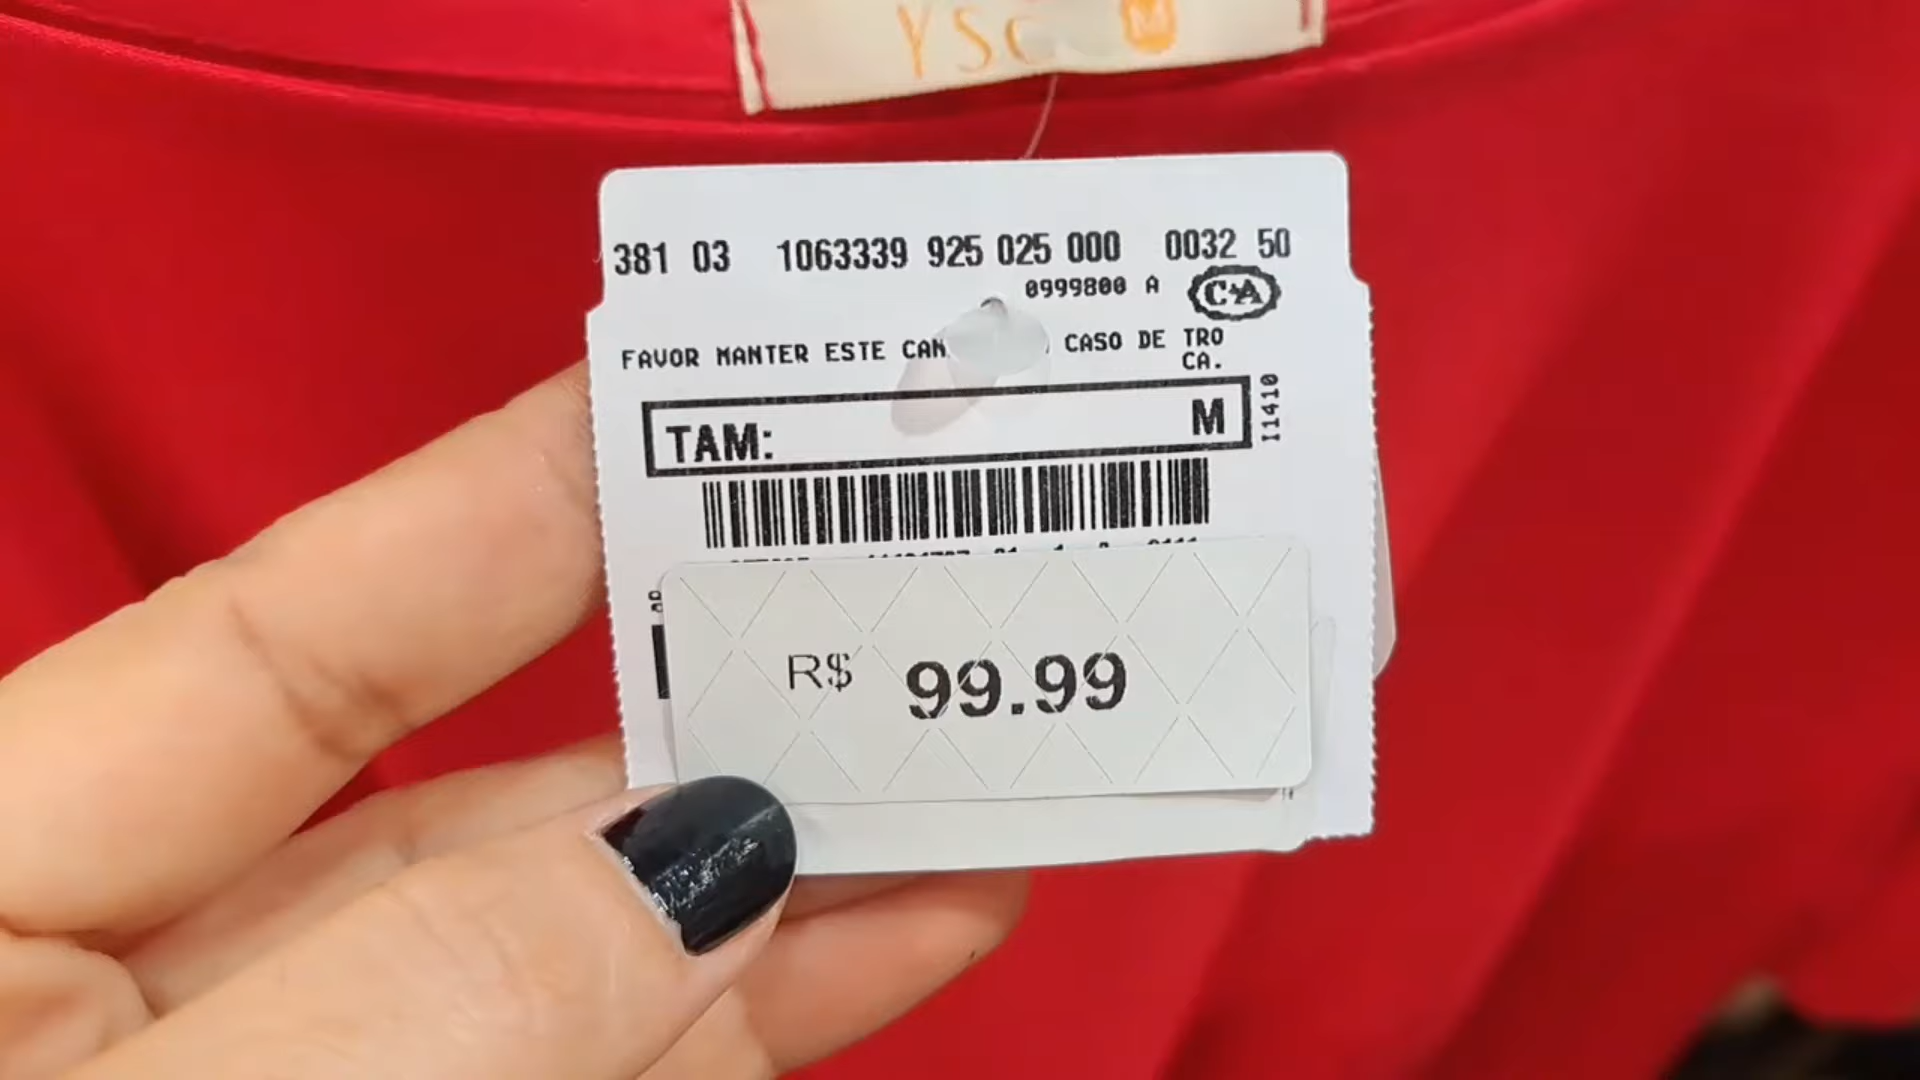 YSC M
381 03 1063339 925 025 000 0032 50
0999800 A C&A
FAVOR MANTER ESTE CASO DE TRO
CA.
TAM: M
I1410
R$ 99.99